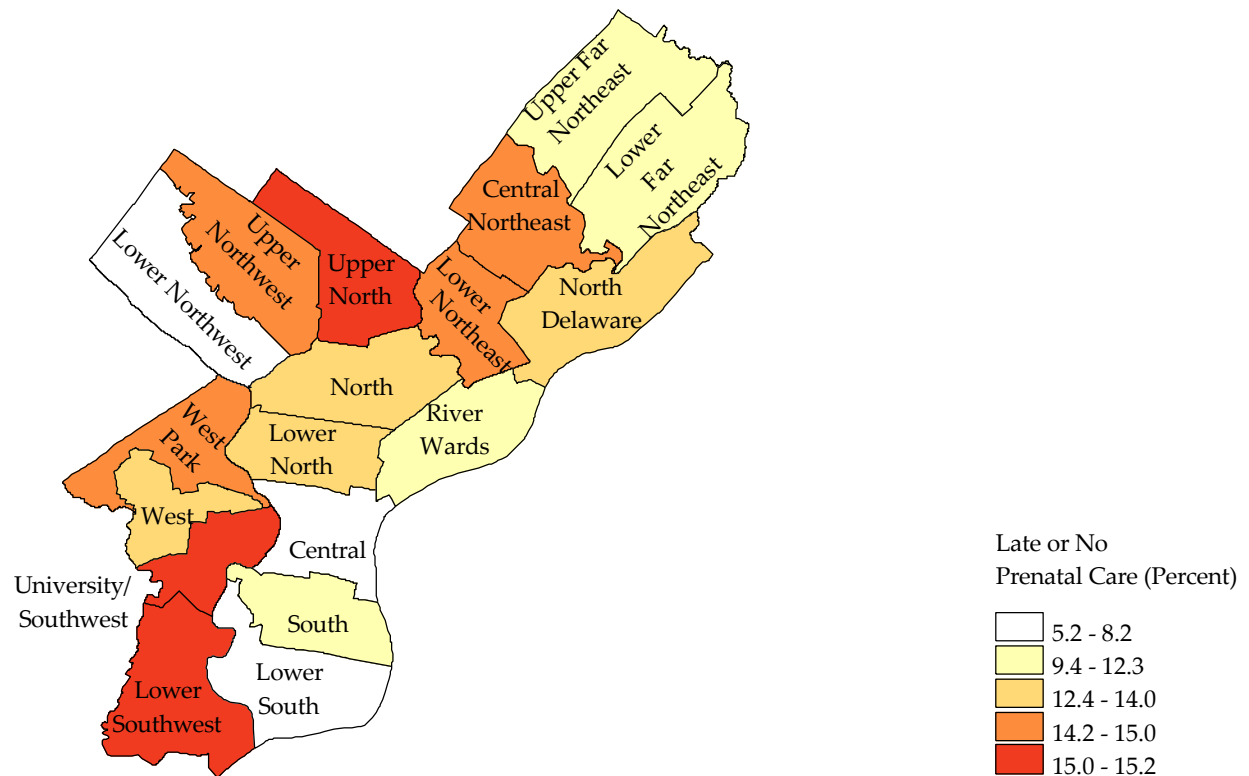 Upper Far
Northeast
Lower
Far
Northeast
Central
Northeast
Upper
Northwest
Lower Northwest
Upper
North
Lower
Northeast
North
Delaware
North
West
Park
River
Wards
Lower
North
West
Central
University/
Southwest
South
Lower
South
Lower
Southwest
Late or No
Prenatal Care (Percent)
5.2 - 8.2
9.4 - 12.3
12.4 - 14.0
14.2 - 15.0
15.0 - 15.2